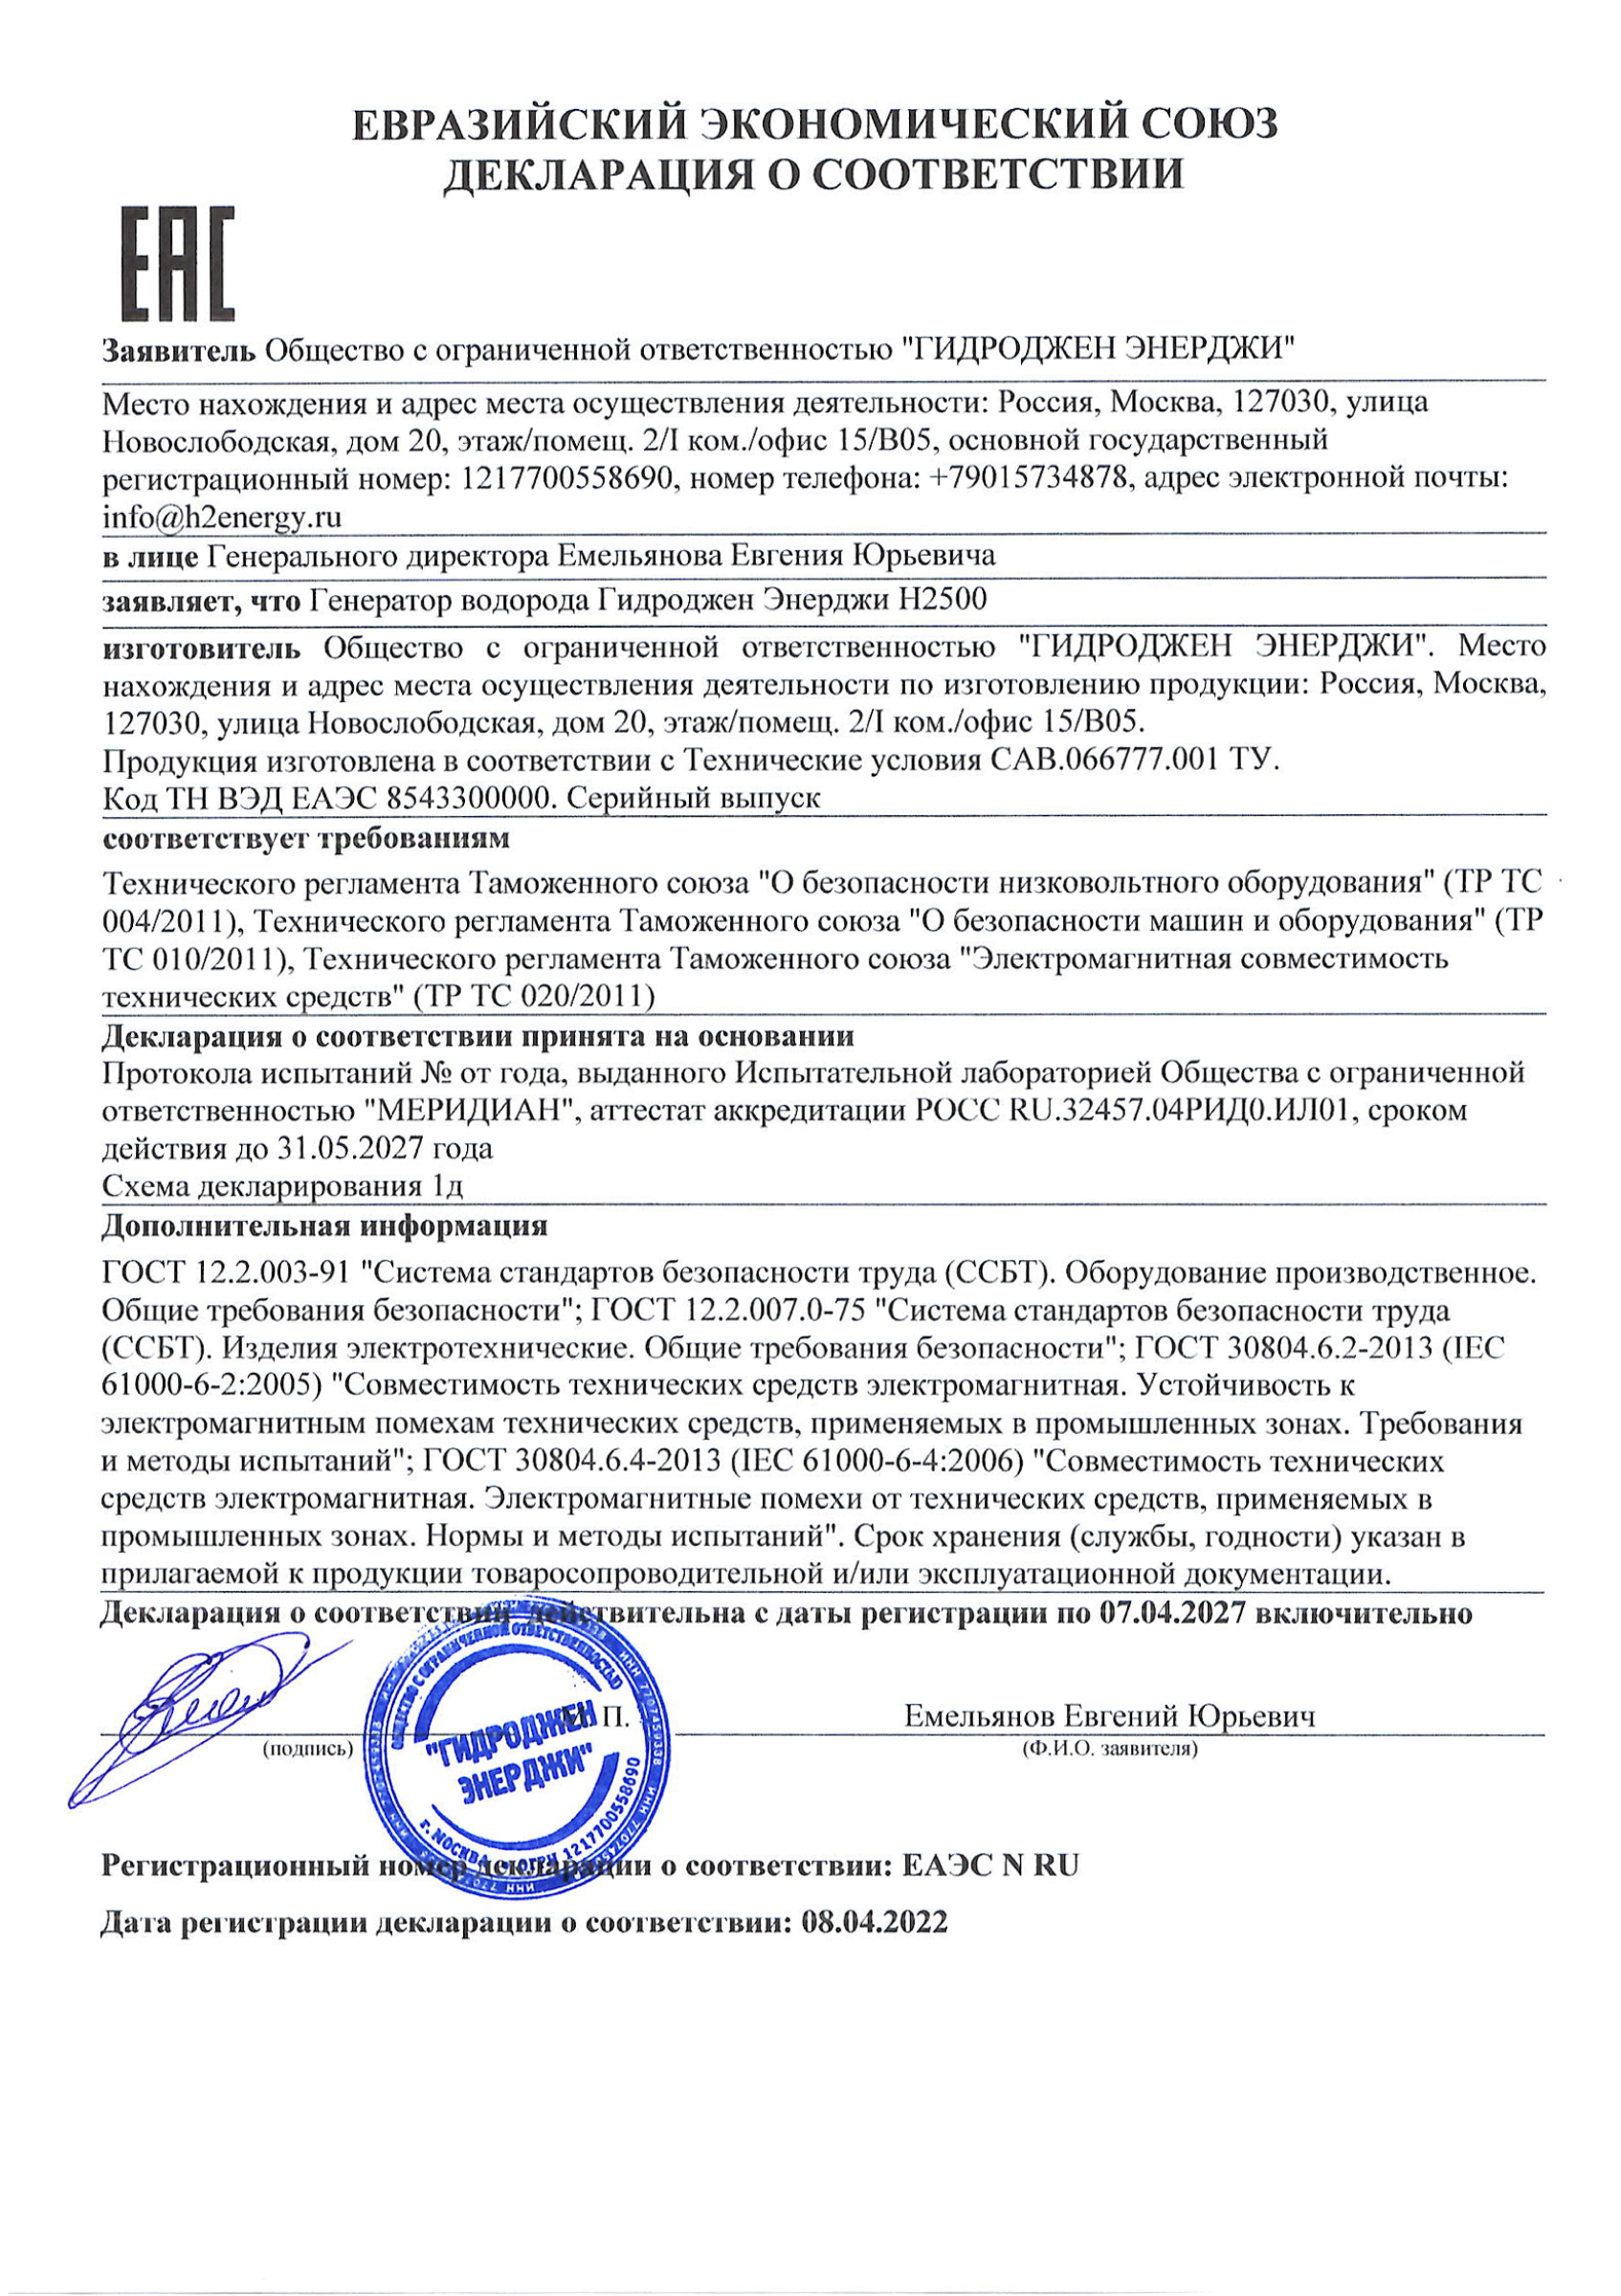 ЕВРАЗИЙСКИЙ ЭКОНОМИЧЕСКИЙ СОЮЗ
ДЕКЛАРАЦИЯ О СООТВЕТСТВИИ
ЕАС
Заявитель Общество с ограниченной ответственностью "ГИДРОДЖЕН ЭНЕРДЖИ"
Место нахождения и адрес места осуществления деятельности: Россия, Москва, 127030, улица
Новослободская, дом 20, этаж/помещ. 2/I ком./офис 15/В05, основной государственный
регистрационный номер: 1217700558690, номер телефона: +79015734878, адрес электронной почты:
info@h2energy.ru
в лице Генерального директора Емельянова Евгения Юрьевича
заявляет, что Генератор водорода Гидроджен Энерджи Н2500
изготовитель Общество с ограниченной ответственностью "ГИДРОДЖЕН ЭНЕРДЖИ". Место
нахождения и адрес места осуществления деятельности по изготовлению продукции: Россия, Москва,
127030, улица Новослободская, дом 20, этаж/помещ. 2/I ком./офис 15/В05.
Продукция изготовлена в соответствии с Технические условия САВ.066777.001 ТУ.
Код ТН ВЭД ЕАЭС 8543300000. Серийный выпуск
соответствует требованиям
Технического регламента Таможенного союза "О безопасности низковольтного оборудования" (ТР ТС
004/2011), Технического регламента Таможенного союза "О безопасности машин и оборудования" (ТР
ТС 010/2011), Технического регламента Таможенного союза "Электромагнитная совместимость
технических средств" (ТР ТС 020/2011)
Декларация о соответствии принята на основании
Протокола испытаний № от года, выданного Испытательной лабораторией Общества с ограниченной
ответственностью "МЕРИДИАН", аттестат аккредитации РОСС RU.32457.04РИД0.ИЛ01, сроком
действия до 31.05.2027 года
Схема декларирования 1д
Дополнительная информация
ГОСТ 12.2.003-91 "Система стандартов безопасности труда (ССБТ). Оборудование производственное.
Общие требования безопасности"; ГОСТ 12.2.007.0-75 "Система стандартов безопасности труда
(ССБТ). Изделия электротехнические. Общие требования безопасности"; ГОСТ 30804.6.2-2013 (IEC
61000-6-2:2005) "Совместимость технических средств электромагнитная. Устойчивость к
электромагнитным помехам технических средств, применяемых в промышленных зонах. Требования
и методы испытаний"; ГОСТ 30804.6.4-2013 (IEC 61000-6-4:2006) "Совместимость технических
средств электромагнитная. Электромагнитные помехи от технических средств, применяемых в
промышленных зонах. Нормы и методы испытаний". Срок хранения (службы, годности) указан в
прилагаемой к продукции товаросопроводительной и/или эксплуатационной документации.
Декларация о соответствии действительна с даты регистрации по 07.04.2027 включительно
ОБЩЕСТВО С ОГРАНИЧЕННОЙ ОТВЕТСТВЕННОСТЬЮ
"ГИДРОДЖЕН
ЭНЕРДЖИ"
г. МОСКВА ОГРН 1217700558690
М. П.
Емельянов Евгений Юрьевич
(подпись)
(Ф.И.О. заявителя)
Регистрационный номер декларации о соответствии: ЕАЭС N RU
Дата регистрации декларации о соответствии: 08.04.2022